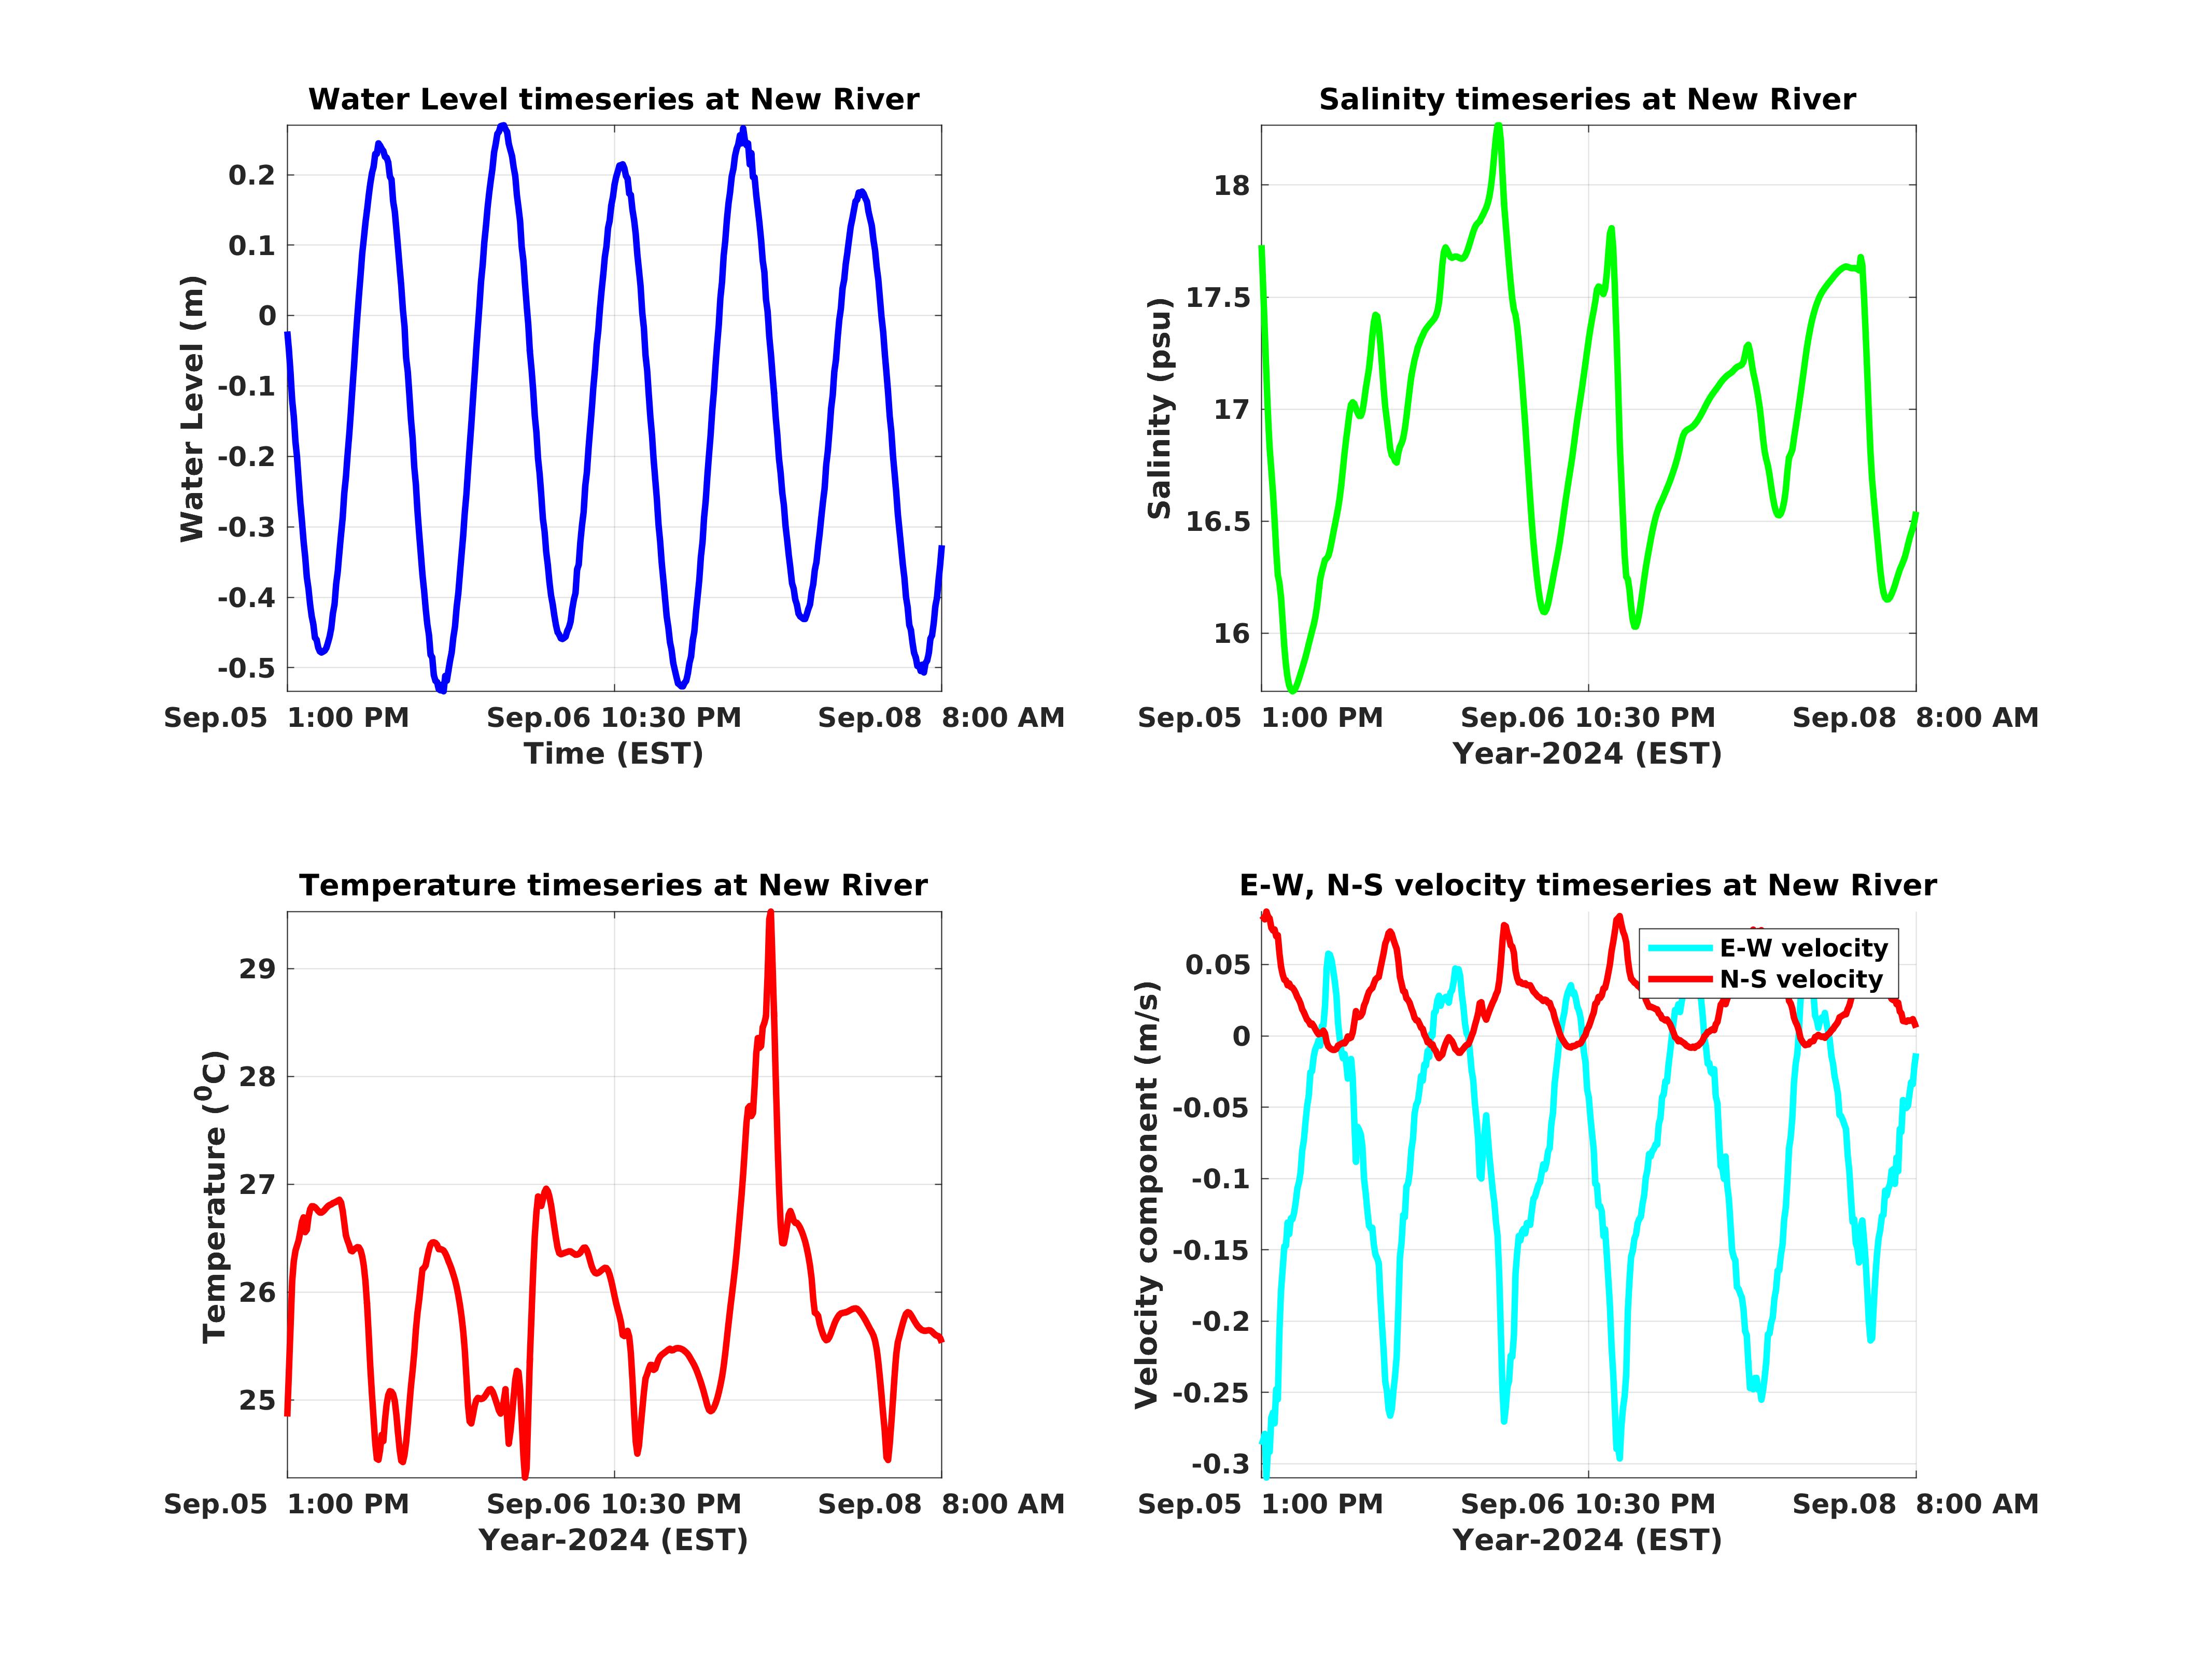 Water Level timeseries at New River
Water Level (m)
0.2
0.1
0
-0.1
-0.2
-0.3
-0.4
-0.5
Sep.05 1:00 PM
Sep.06 10:30 PM
Sep.08 8:00 AM
Time (EST)
Salinity timeseries at New River
Salinity (psu)
18
17.5
17
16.5
16
Sep.05 1:00 PM
Sep.06 10:30 PM
Sep.08 8:00 AM
Year-2024 (EST)
Temperature timeseries at New River
Temperature (⁰C)
29
28
27
26
25
Sep.05 1:00 PM
Sep.06 10:30 PM
Sep.08 8:00 AM
Year-2024 (EST)
E-W, N-S velocity timeseries at New River
Velocity component (m/s)
0.05
0
-0.05
-0.1
-0.15
-0.2
-0.25
-0.3
E-W velocity
N-S velocity
Sep.05 1:00 PM
Sep.06 10:30 PM
Sep.08 8:00 AM
Year-2024 (EST)